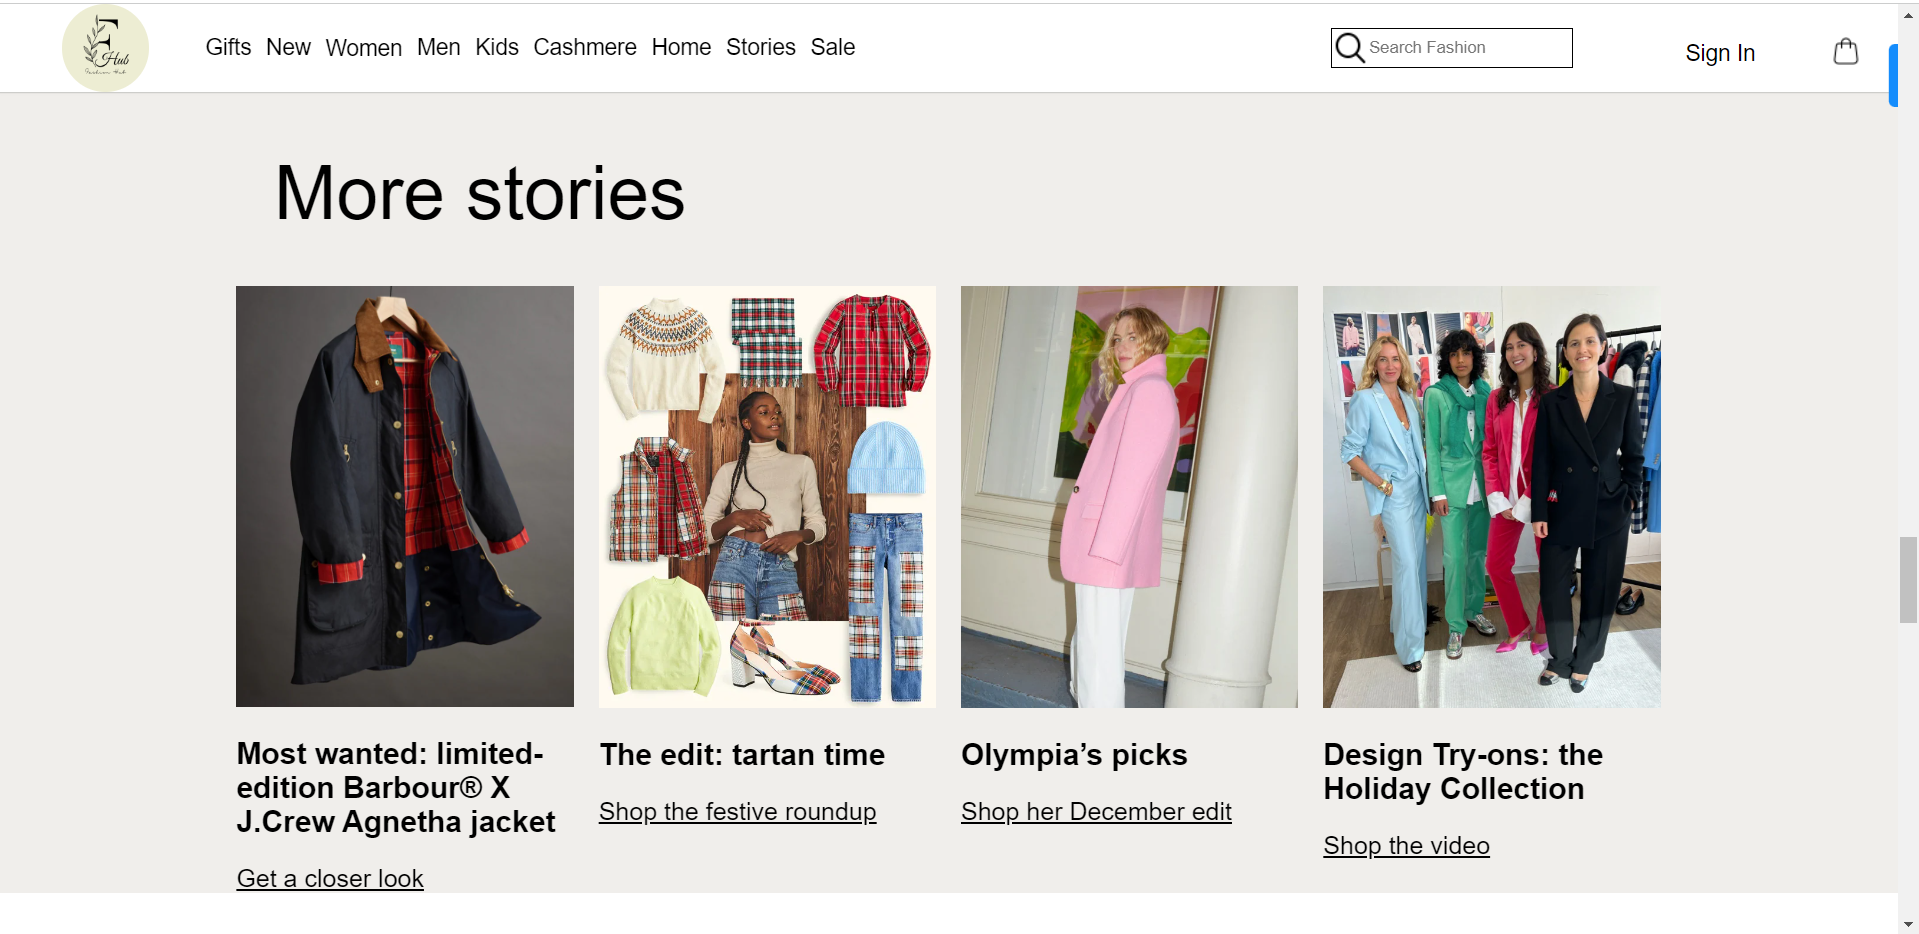 F
Hub
Fashion Hub
Gifts New Women Men Kids Cashmere Home Stories Sale
Search Fashion
Sign In
More stories
Most wanted: limited-
edition Barbour® X
J.Crew Agnetha jacket
Get a closer look
The edit: tartan time
Shop the festive roundup
Olympia’s picks
Shop her December edit
Design Try-ons: the
Holiday Collection
Shop the video